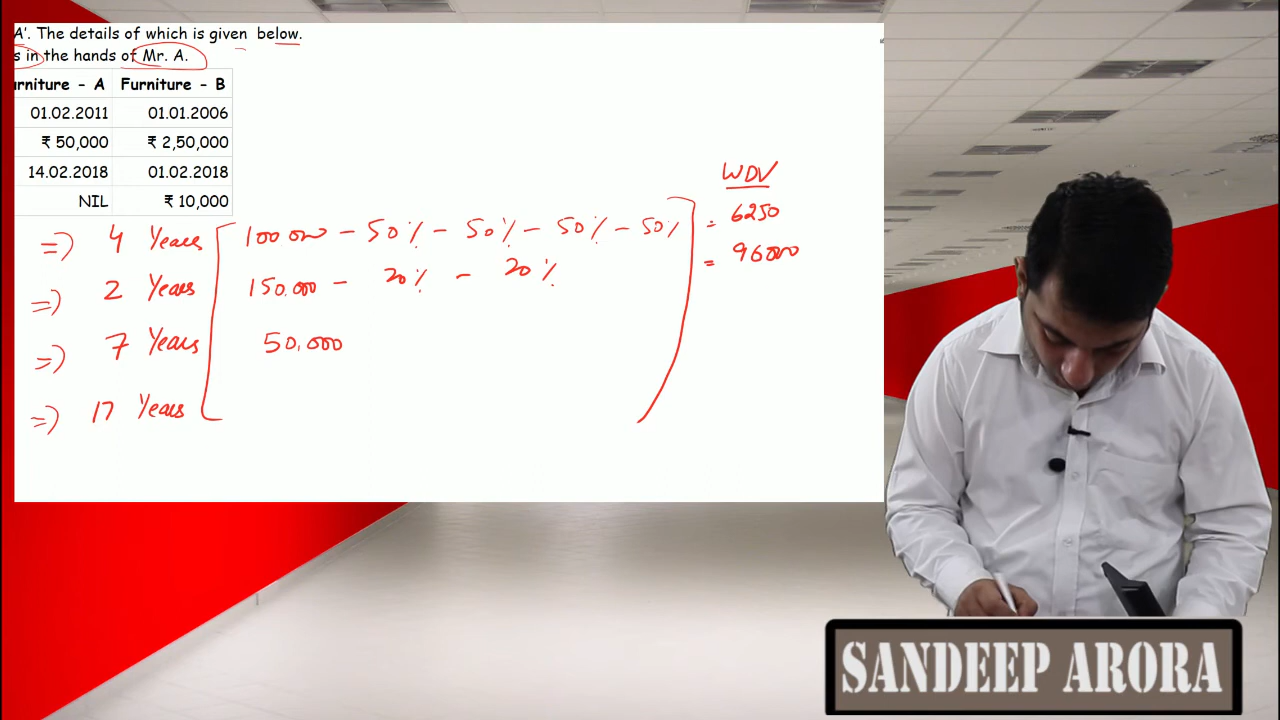 A'. The details of which is given below.
s in the hands of Mr. A.
urniture - A Furniture - B
01.02.2011 01.01.2006
₹ 50,000 ₹ 2,50,000
14.02.2018 01.02.2018
NIL ₹ 10,000
WDV
=) 4 Years [ 100000 - 50% - 50% - 50% - 50% ] = 6250
=) 2 Years 150.000 - 20% - 20% = 96000
=) 7 Years 50,000
=) 17 Years
SANDEEP ARORA